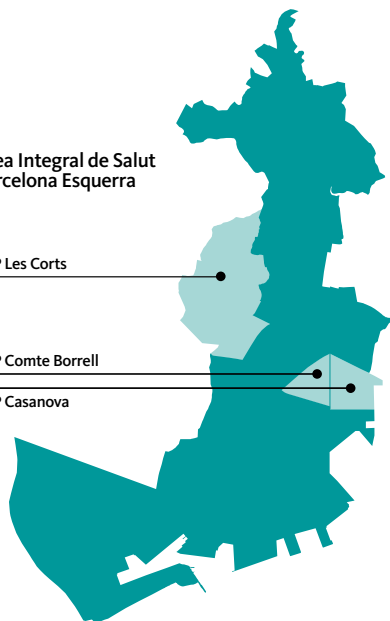 ea Integral de Salut
rcelona Esquerra
Les Corts
Comte Borrell
Casanova